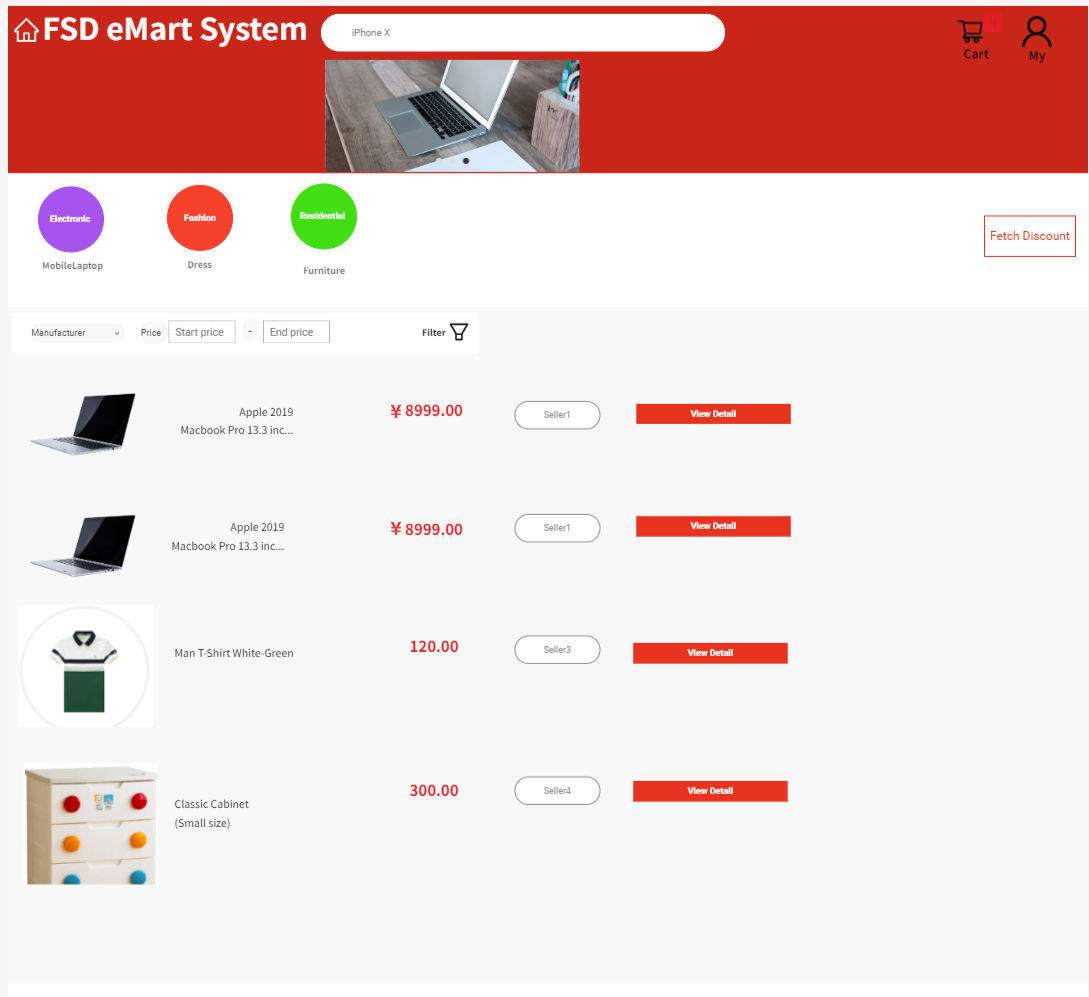 FSD eMart System
iPhone X
Cart
My
Electronic
Fashion
Residential
MobileLaptop
Dress
Furniture
Fetch Discount
Manufacturer
Price
Start price
-
End price
Filter
Apple 2019
Macbook Pro 13.3 inc...
¥ 8999.00
Seller1
View Detail
Apple 2019
Macbook Pro 13.3 inc...
¥ 8999.00
Seller1
View Detail
Man T-Shirt White-Green
120.00
Seller3
View Detail
Classic Cabinet
(Small size)
300.00
Seller4
View Detail